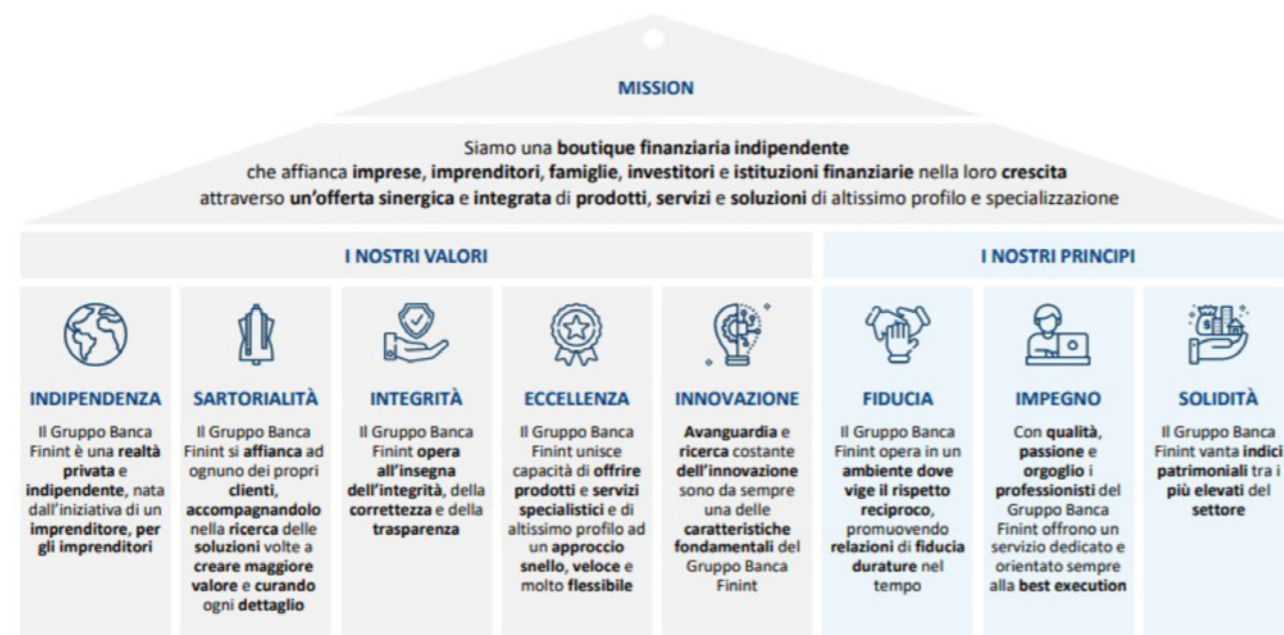 MISSION
Siamo una boutique finanziaria indipendente
che affianca imprese, imprenditori, famiglie, investitori e istituzioni finanziarie nella loro crescita
attraverso un'offerta sinergica e integrata di prodotti, servizi e soluzioni di altissimo profilo e specializzazione
I NOSTRI VALORI
INDIPENDENZA
Il Gruppo Banca
Finint è una realtà
privata e
indipendente, nata
dall'iniziativa di un
imprenditore, per
gli imprenditori
SARTORIALITÀ
Il Gruppo Banca
Finint si affianca ad
ognuno dei propri
clienti,
accompagnandolo
nella ricerca delle
soluzioni volte a
creare maggiore
valore e curando
ogni dettaglio
INTEGRITÀ
Il Gruppo Banca
Finint opera
all'insegna
dell'integrità, della
correttezza e della
trasparenza
ECCELLENZA
Il Gruppo Banca
Finint unisce
capacità di offrire
prodotti e servizi
specialistici e di
altissimo profilo ad
un approccio
snello, veloce e
molto flessibile
INNOVAZIONE
Avanguardia e
ricerca costante
dell'innovazione
sono da sempre
una delle
caratteristiche
fondamentali del
Gruppo Banca
Finint
I NOSTRI PRINCIPI
FIDUCIA
Il Gruppo Banca
Finint opera in un
ambiente dove
vige il rispetto
reciproco,
promuovendo
relazioni di fiducia
durature nel
tempo
IMPEGNO
Con qualità,
passione e
orgoglio i
professionisti del
Gruppo Banca
Finint offrono un
servizio dedicato e
orientato sempre
alla best execution
SOLIDITÀ
Il Gruppo Banca
Finint vanta indici
patrimoniali tra i
più elevati del
settore